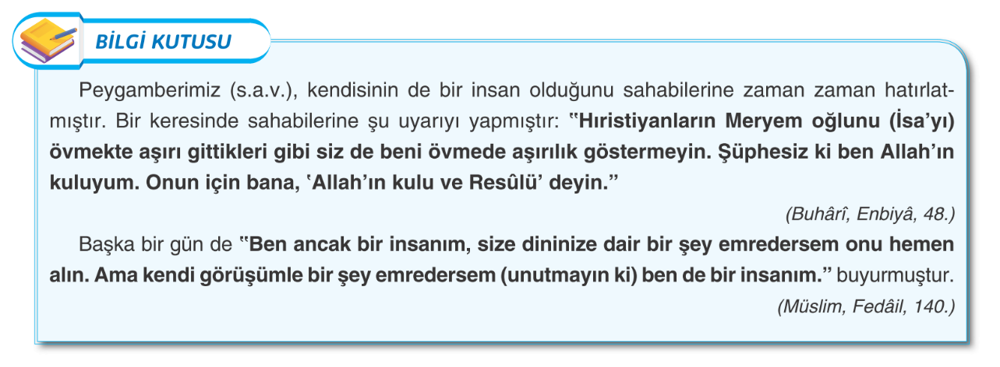 BİLGİ KUTUSU
Peygamberimiz (s.a.v.), kendisinin de bir insan olduğunu sahabilerine zaman zaman hatırlat-
mıştır. Bir keresinde sahabilerine şu uyarıyı yapmıştır: "Hıristiyanların Meryem oğlunu (İsa’yı)
övmekte aşırı gittikleri gibi siz de beni övmede aşırılık göstermeyin. Şüphesiz ki ben Allah’ın
kuluyum. Onun için bana, ‘Allah’ın kulu ve Resûlü’ deyin.”
(Buhârî, Enbiyâ, 48.)
Başka bir gün de "Ben ancak bir insanım, size dininize dair bir şey emredersem onu hemen
alın. Ama kendi görüşümle bir şey emredersem (unutmayın ki) ben de bir insanım.” buyurmuştur.
(Müslim, Fedâil, 140.)